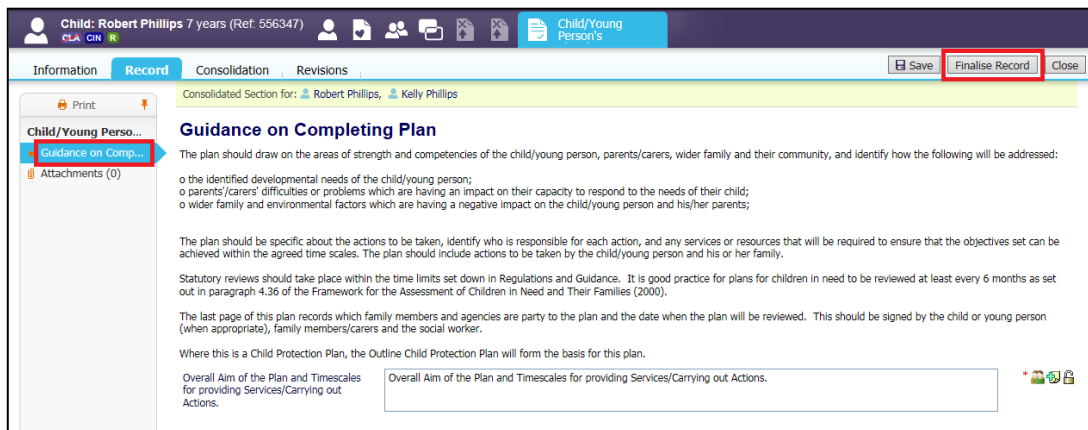 Child: Robert Phillips 7 years (Ref: 556347)
CLA CIN R
Child/Young
Person's
Information Record Consolidation Revisions
Save Finalise Record Close
Print
Consolidated Section for: Robert Phillips, Kelly Phillips
Child/Young Perso...
Guidance on Comp...
Attachments (0)
Guidance on Completing Plan
The plan should draw on the areas of strength and competencies of the child/young person, parents/carers, wider family and their community, and identify how the following will be addressed:
o the identified developmental needs of the child/young person;
o parents'/carers' difficulties or problems which are having an impact on their capacity to respond to the needs of their child;
o wider family and environmental factors which are having a negative impact on the child/young person and his/her parents;
The plan should be specific about the actions to be taken, identify who is responsible for each action, and any services or resources that will be required to ensure that the objectives set can be
achieved within the agreed time scales. The plan should include actions to be taken by the child/young person and his or her family.
Statutory reviews should take place within the time limits set down in Regulations and Guidance. It is good practice for plans for children in need to be reviewed at least every 6 months as set
out in paragraph 4.36 of the Framework for the Assessment of Children in Need and Their Families (2000).
The last page of this plan records which family members and agencies are party to the plan and the date when the plan will be reviewed. This should be signed by the child or young person
(when appropriate), family members/carers and the social worker.
Where this is a Child Protection Plan, the Outline Child Protection Plan will form the basis for this plan.
Overall Aim of the Plan and Timescales
for providing Services/Carrying out
Actions.
Overall Aim of the Plan and Timescales for providing Services/Carrying out Actions.
*